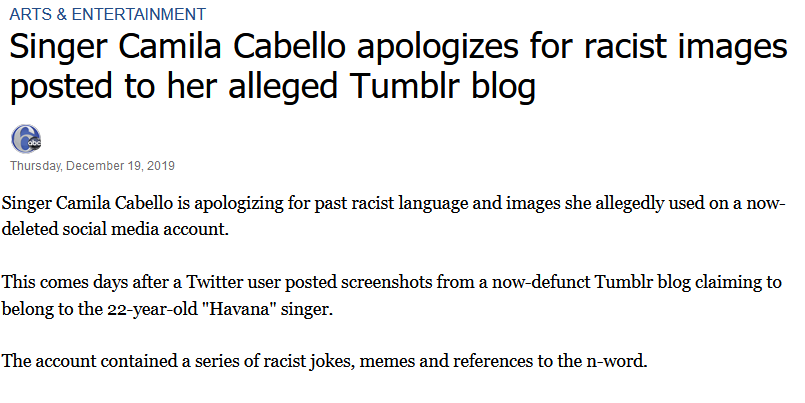 ARTS & ENTERTAINMENT
Singer Camila Cabello apologizes for racist images
posted to her alleged Tumblr blog
6 abc
Thursday, December 19, 2019
Singer Camila Cabello is apologizing for past racist language and images she allegedly used on a now-
deleted social media account.
This comes days after a Twitter user posted screenshots from a now-defunct Tumblr blog claiming to
belong to the 22-year-old "Havana" singer.
The account contained a series of racist jokes, memes and references to the n-word.